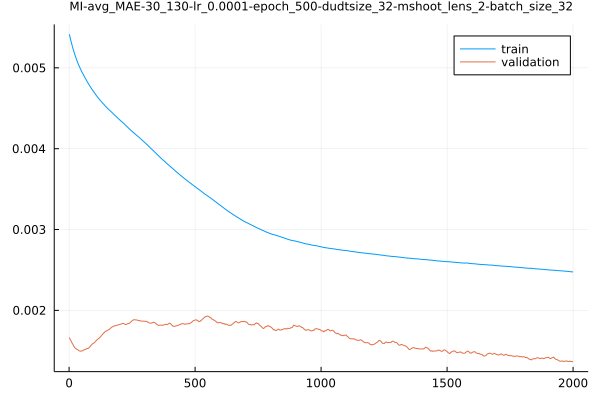 MI-avg_MAE-30_130-lr_0.0001-epoch_500-dudtsize_32-mshoot_lens_2-batch_size_32
train
validation
0.005
0.004
0.003
0.002
0 500 1000 1500 2000